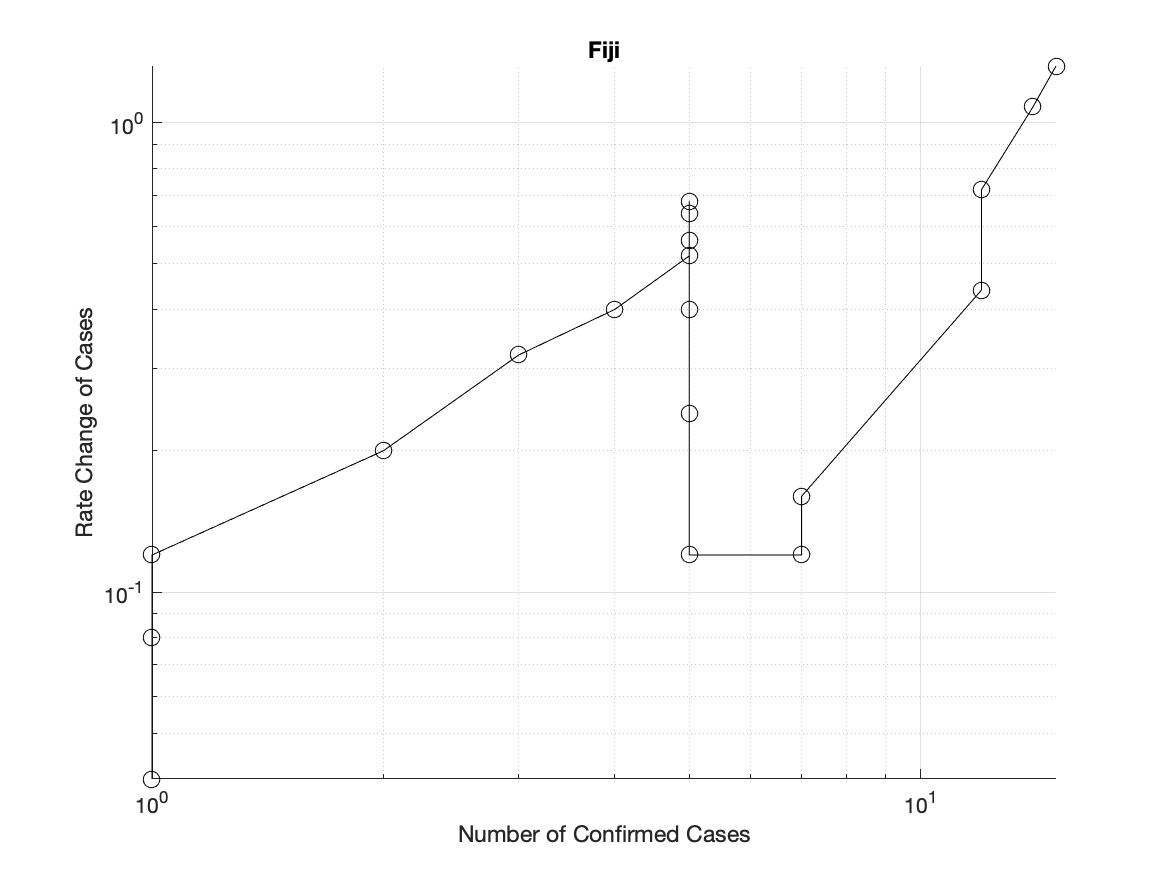 Fiji
10^0
Rate Change of Cases
10^-1
10^0
10^1
Number of Confirmed Cases